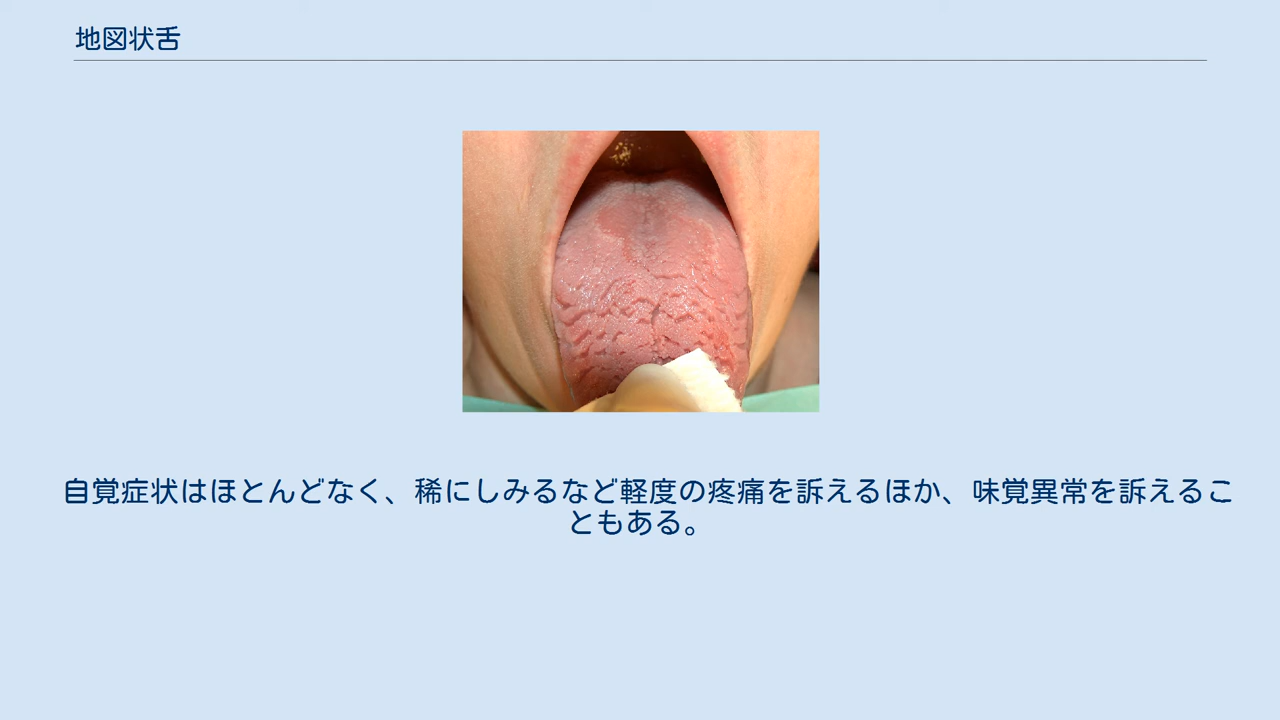 地図状舌
自覚症状はほとんどなく、稀にしみるなど軽度の疼痛を訴えるほか、味覚異常を訴えるこ
ともある。